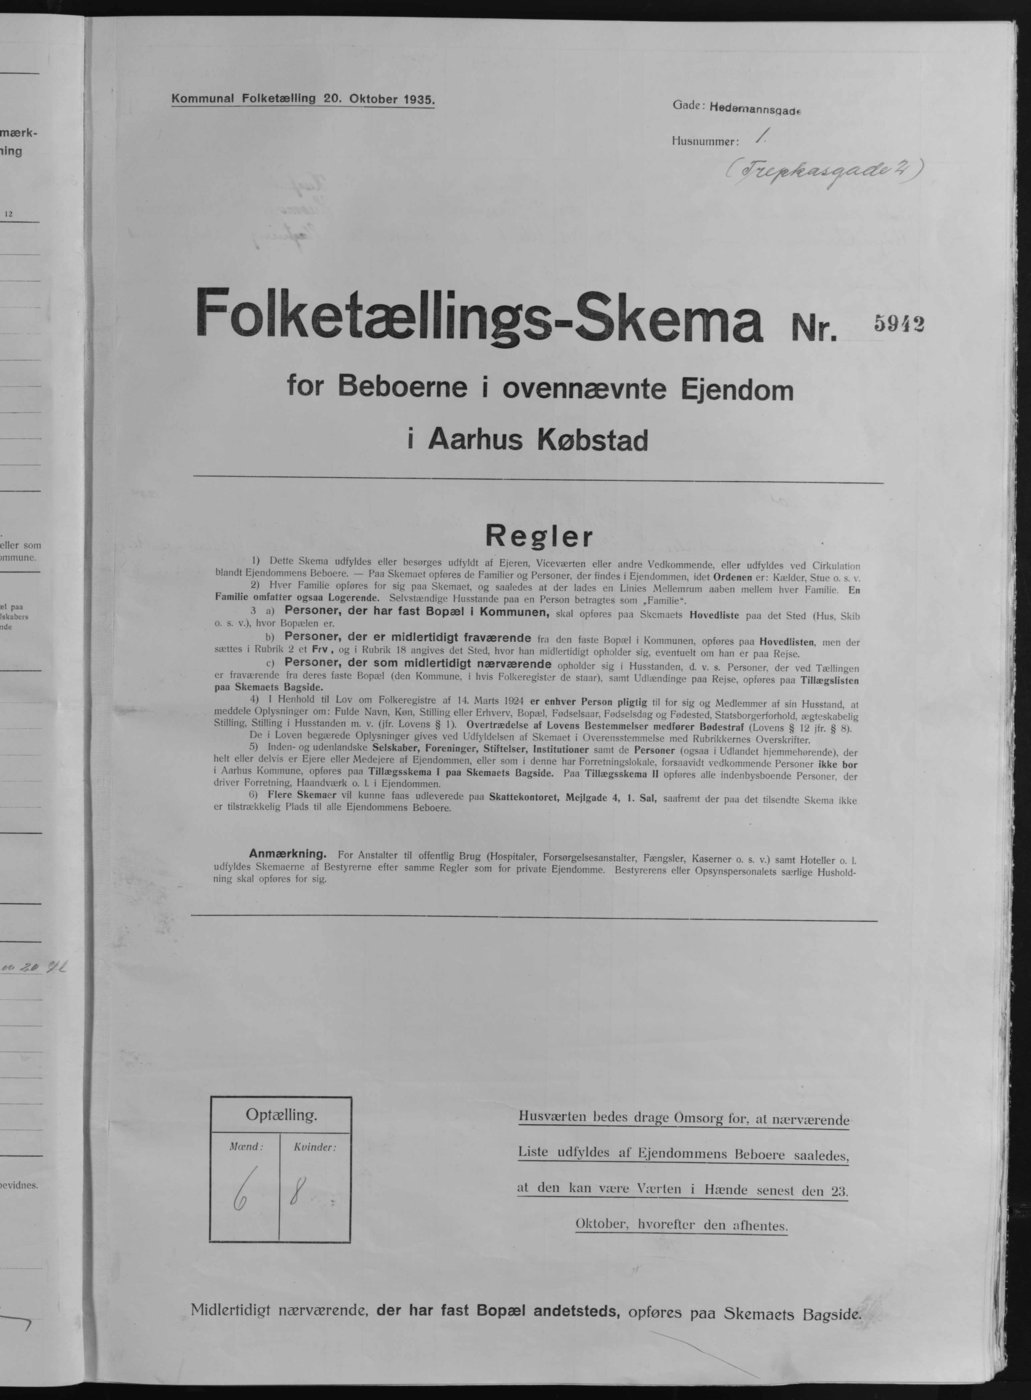 mærk-
ning
12
eller som
ommune.
el paa
lskabers
nde
20
evidnes.
Kommunal Folketælling 20. Oktober 1935.
Gade: Hedemannsgade
Husnummer: 1.
(Trepkasgade 2)
Folketællings-Skema Nr. 5942
for Beboerne i ovennævnte Ejendom
i Aarhus Købstad
Regler
1) Dette Skema udfyldes eller besørges udfyldt af Ejeren, Viceværten eller andre Vedkommende, eller udfyldes ved Cirkulation
blandt Ejendommens Beboere. — Paa Skemaet opføres de Familier og Personer, der findes i Ejendommen, idet Ordenen er: Kælder, Stue o. s. v.
2) Hver Familie opføres for sig paa Skemaet, og saaledes at der lades en Linies Mellemrum aaben mellem hver Familie. En
Familie omfatter ogsaa Logerende. Selvstændige Husstande paa en Person betragtes som „Familie“.
3 a) Personer, der har fast Bopæl i Kommunen, skal opføres paa Skemaets Hovedliste paa det Sted (Hus, Skib
o. s. v.), hvor Bopælen er.
b) Personer, der er midlertidigt fraværende fra den faste Bopæl i Kommunen, opføres paa Hovedlisten, men der
sættes i Rubrik 2 et Frv, og i Rubrik 18 angives det Sted, hvor han midlertidigt opholder sig, eventuelt om han er paa Rejse.
c) Personer, der som midlertidigt nærværende opholder sig i Husstanden, d. v. s. Personer, der ved Tællingen
er fraværende fra deres faste Bopæl (den Kommune, i hvis Folkeregister de staar), samt Udlændinge paa Rejse, opføres paa Tillægslisten
paa Skemaets Bagside.
4) I Henhold til Lov om Folkeregistre af 14. Marts 1924 er enhver Person pligtig til for sig og Medlemmer af sin Husstand, at
meddele Oplysninger om: Fulde Navn, Køn, Stilling eller Erhverv, Bopæl, Fødselsaar, Fødselsdag og Fødested, Statsborgerforhold, ægteskabelig
Stilling, Stilling i Husstanden m. v. (jfr. Lovens § 1). Overtrædelse af Lovens Bestemmelser medfører Bødestraf (Lovens § 12 jfr. § 8).
De i Loven begærede Oplysninger gives ved Udfyldelsen af Skemaet i Overensstemmelse med Rubrikkernes Overskrifter.
5) Inden- og udenlandske Selskaber, Foreninger, Stiftelser, Institutioner samt de Personer (ogsaa i Udlandet hjemmehørende), der
helt eller delvis er Ejere eller Medejere af Ejendommen, eller som i denne har Forretningslokale, forsaavidt vedkommende Personer ikke bor
i Aarhus Kommune, opføres paa Tillægsskema I paa Skemaets Bagside. Paa Tillægsskema II opføres alle indenbysboende Personer, der
driver Forretning, Haandværk o. l. i Ejendommen.
6) Flere Skemaer vil kunne faas udleverede paa Skattekontoret, Mejlgade 4, 1. Sal, saafremt der paa det tilsendte Skema ikke
er tilstrækkelig Plads til alle Ejendommens Beboere.
Anmærkning. For Anstalter til offentlig Brug (Hospitaler, Forsørgelsesanstalter, Fængsler, Kaserner o. s. v.) samt Hoteller o. l.
udfyldes Skemaerne af Bestyrerne efter samme Regler som for private Ejendomme. Bestyrerens eller Opsynspersonalets særlige Hushold-
ning skal opføres for sig.
Optælling.
Mænd: Kvinder:
6 8
Husværten bedes drage Omsorg for, at nærværende
Liste udfyldes af Ejendommens Beboere saaledes,
at den kan være Værten i Hænde senest den 23.
Oktober, hvorefter den afhentes.
Midlertidigt nærværende, der har fast Bopæl andetsteds, opføres paa Skemaets Bagside.